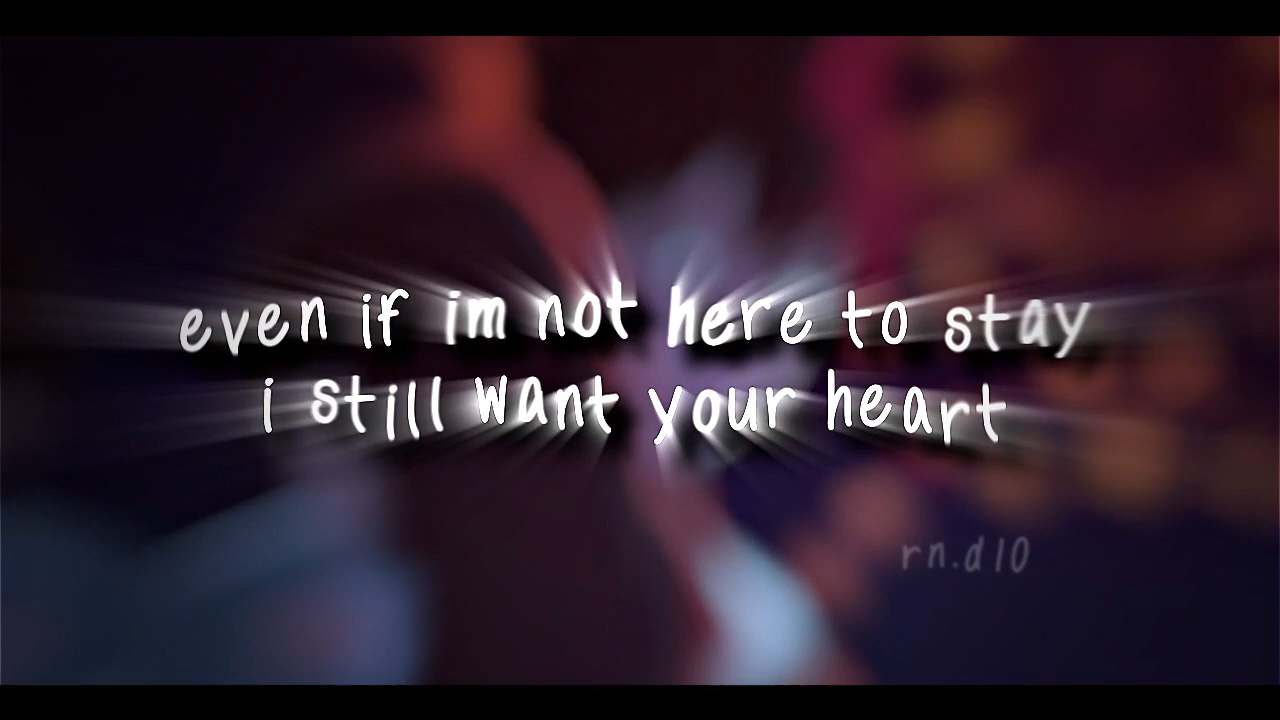 even if im not here to stay
i still want your heart
rn.d10